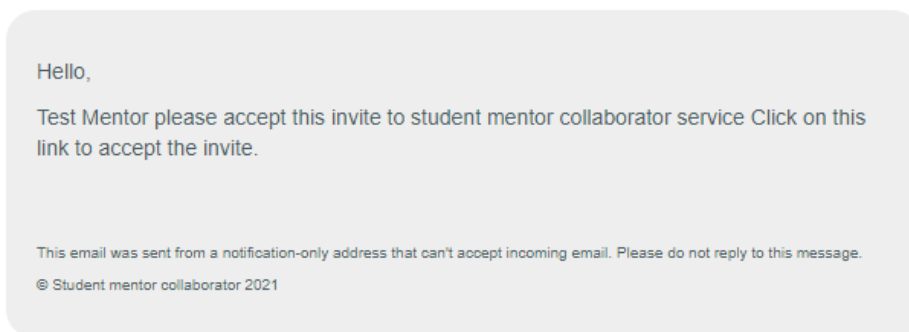 Hello,
Test Mentor please accept this invite to student mentor collaborator service Click on this
link to accept the invite.
This email was sent from a notification-only address that can't accept incoming email. Please do not reply to this message.
© Student mentor collaborator 2021